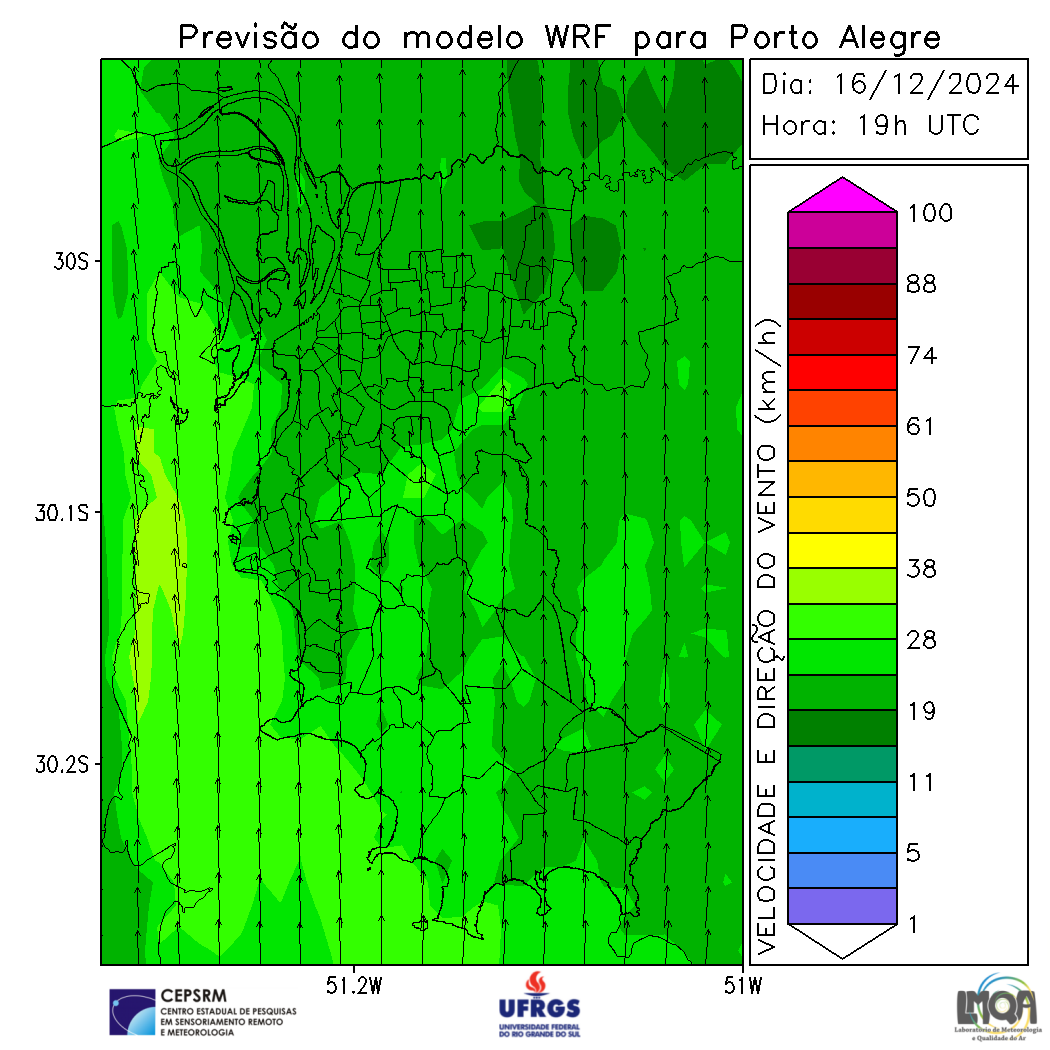 Previsão do modelo WRF para Porto Alegre
Dia: 16/12/2024
Hora: 19h UTC
30S
30.1S
30.2S
51.2W
51W
VELOCIDADE E DIREÇÃO DO VENTO (km/h)
100
88
74
61
50
38
28
19
11
5
1
CEPSRM
CENTRO ESTADUAL DE PESQUISAS
EM SENSORIAMENTO REMOTO
E METEOROLOGIA
UFRGS
UNIVERSIDADE FEDERAL
DO RIO GRANDE DO SUL
LMQA
Laboratório de Meteorologia
e Qualidade do Ar